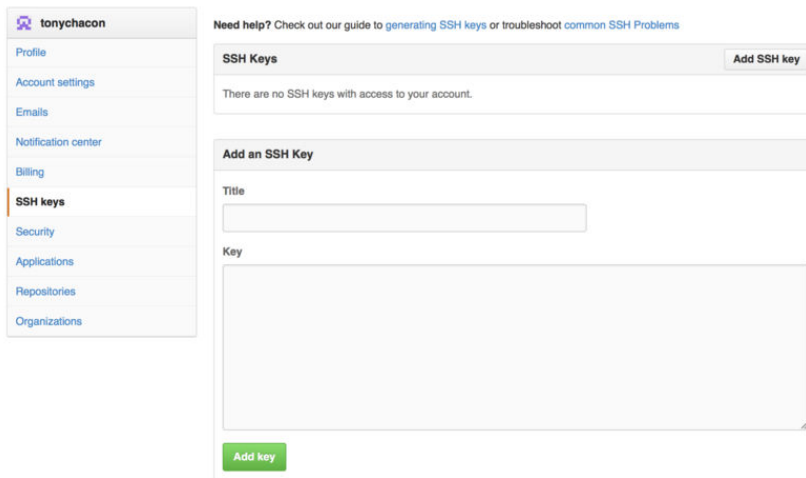 tonychacon
Profile
Account settings
Emails
Notification center
Billing
SSH keys
Security
Applications
Repositories
Organizations
Need help? Check out our guide to generating SSH keys or troubleshoot common SSH Problems
SSH Keys
Add SSH key
There are no SSH keys with access to your account.
Add an SSH Key
Title
Key
Add key